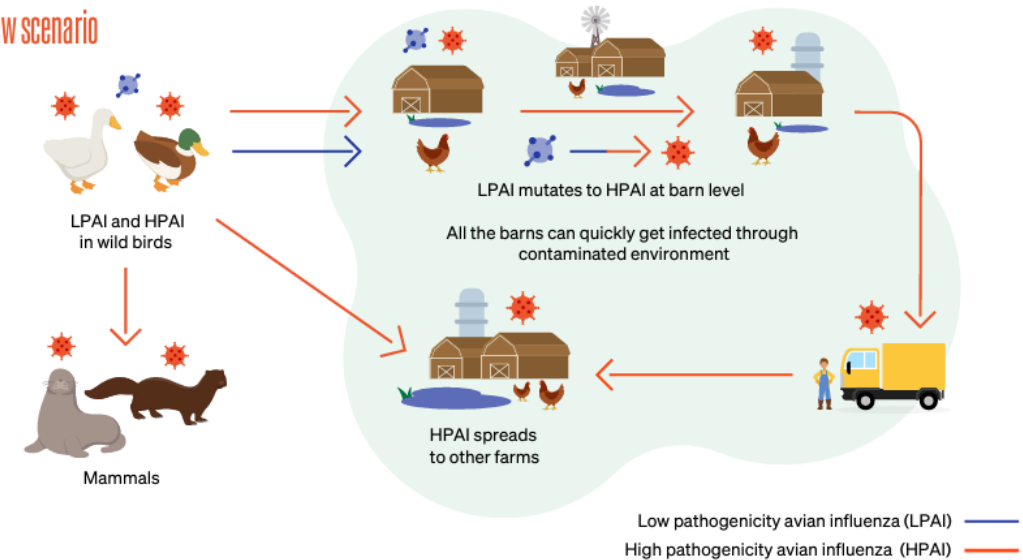 w scenario
LPAI and HPAI
in wild birds
LPAI mutates to HPAI at barn level
All the barns can quickly get infected through
contaminated environment
Mammals
HPAI spreads
to other farms
Low pathogenicity avian influenza (LPAI)
High pathogenicity avian influenza (HPAI)